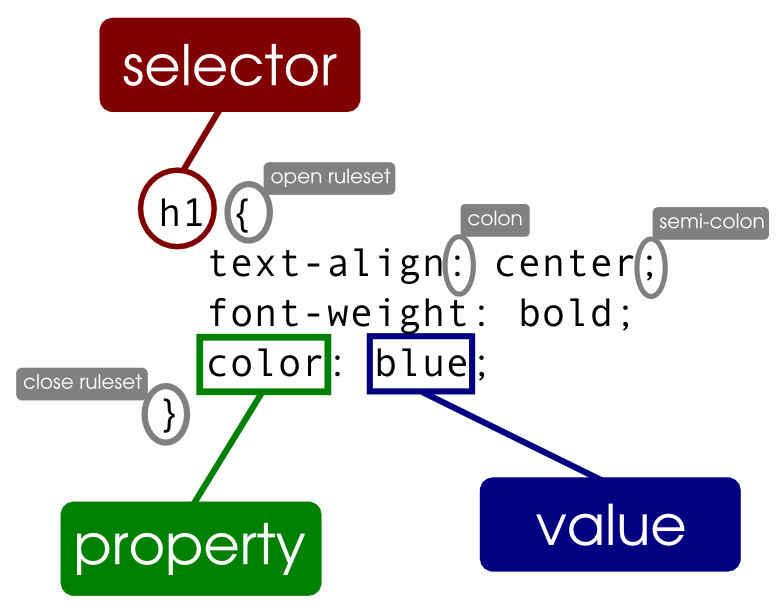 selector
open ruleset
h1 {
colon
semi-colon
text-align: center;
font-weight: bold;
color: blue;
close ruleset
}
property
value